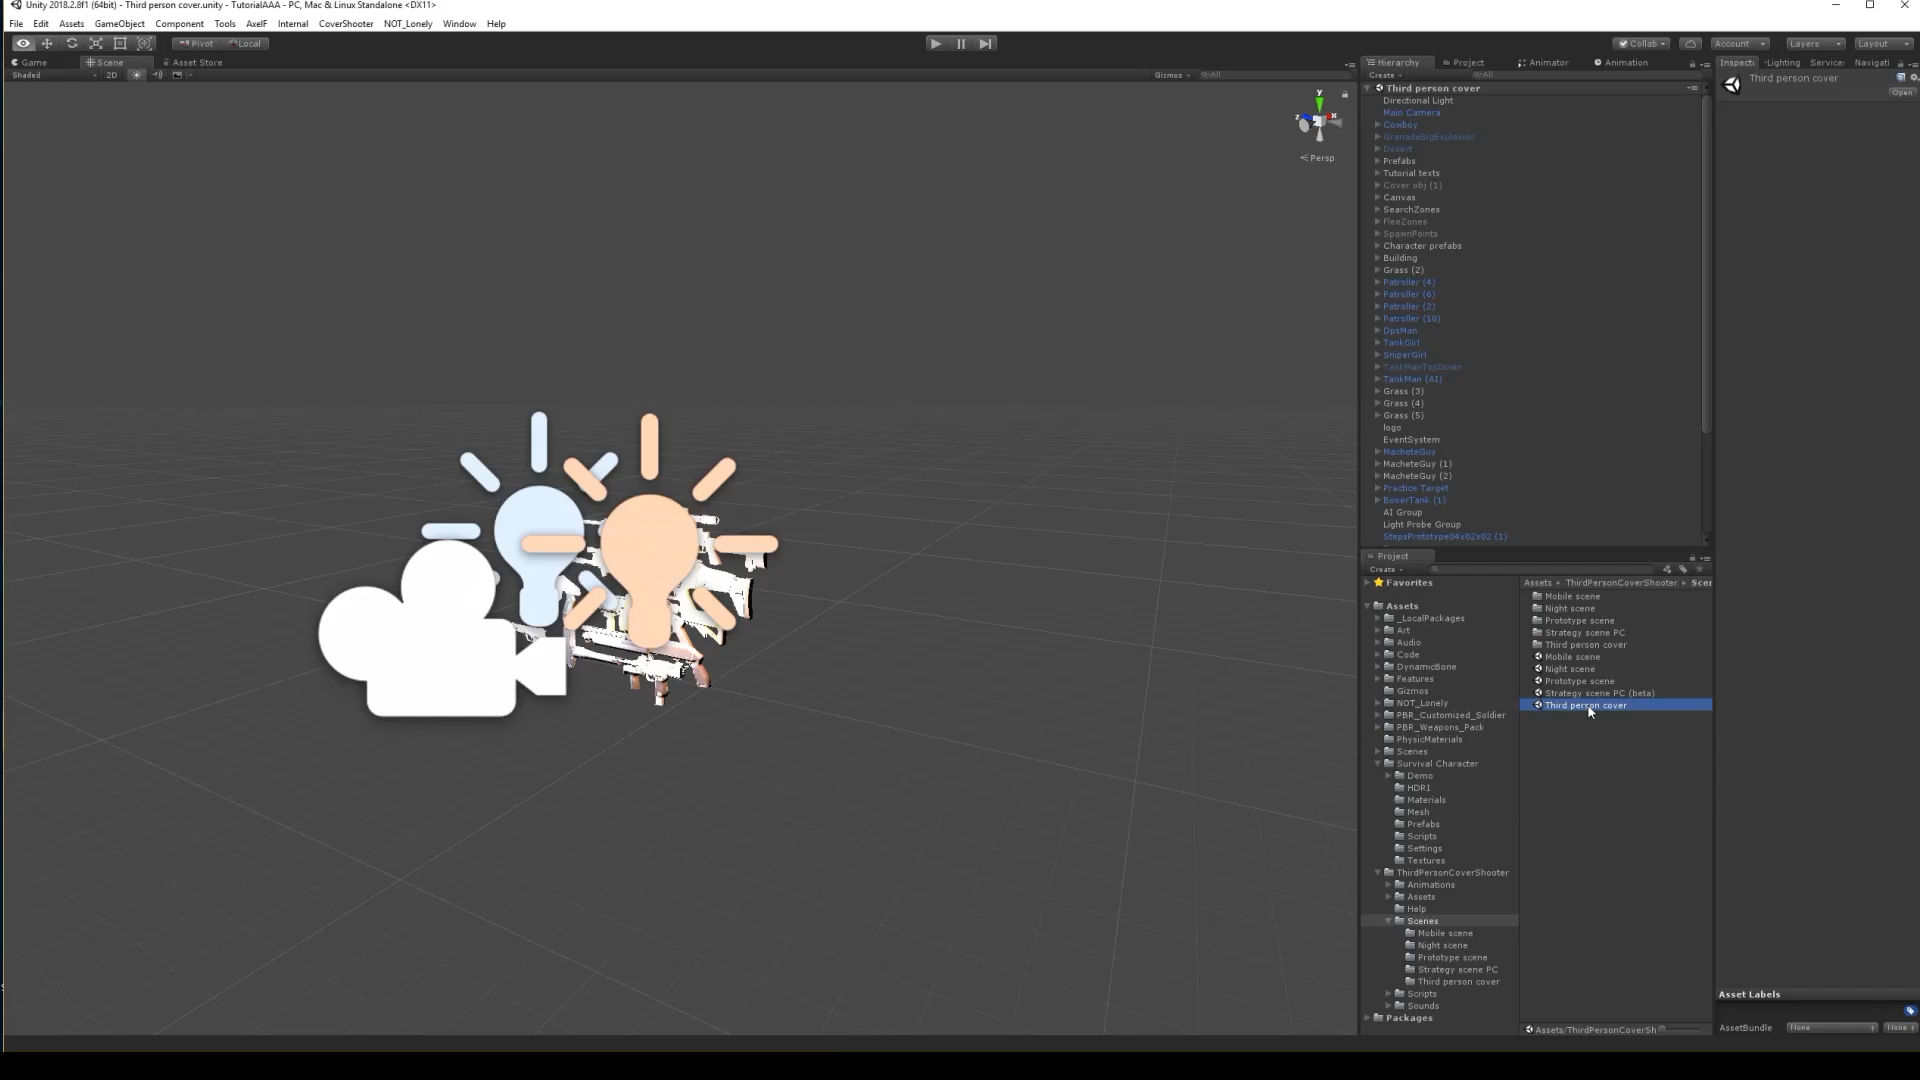 Unity 2018.2.8f1 (64bit) - Third person cover.unity - TutorialAAA - PC, Mac & Linux Standalone <DX11>
File Edit Assets GameObject Component Tools AxelF Internal CoverShooter NOT_Lonely Window Help
Pivot Local Collab Account Layers Layout
Game Scene Asset Store
Shaded 2D Gizmos All
y
z x
Persp
Hierarchy Project Animator Animation
Create All
Third person cover
Directional Light
Main Camera
Cowboy
GranadeBigExplosion
Desert
Prefabs
Tutorial texts
Cover obj (1)
Canvas
SearchZones
FleeZones
SpawnPoints
Character prefabs
Building
Grass (2)
Patroller (4)
Patroller (6)
Patroller (2)
Patroller (10)
DpsMan
TankGirl
SniperGirl
TankManTopDown
TankMan (AI)
Grass (3)
Grass (4)
Grass (5)
logo
EventSystem
MacheteGuy
MacheteGuy (1)
MacheteGuy (2)
Practice Target
BoxerTank (1)
AI Group
Light Probe Group
StepsPrototype04x02x02 (1)
Project
Create
Favorites
Assets
_LocalPackages
Art
Audio
Code
DynamicBone
Features
Gizmos
NOT_Lonely
PBR_Customized_Soldier
PBR_Weapons_Pack
PhysicMaterials
Scenes
Survival Character
Demo
HDRI
Materials
Mesh
Prefabs
Scripts
Settings
Textures
ThirdPersonCoverShooter
Animations
Assets
Help
Scenes
Mobile scene
Night scene
Prototype scene
Strategy scene PC
Third person cover
Scripts
Sounds
Packages
Assets ▸ ThirdPersonCoverShooter ▸ Scer
Mobile scene
Night scene
Prototype scene
Strategy scene PC
Third person cover
Mobile scene
Night scene
Prototype scene
Strategy scene PC (beta)
Third person cover
Assets/ThirdPersonCoverSh
Inspecti Lighting Service Navigati
Third person cover
Open
Asset Labels
AssetBundle None None